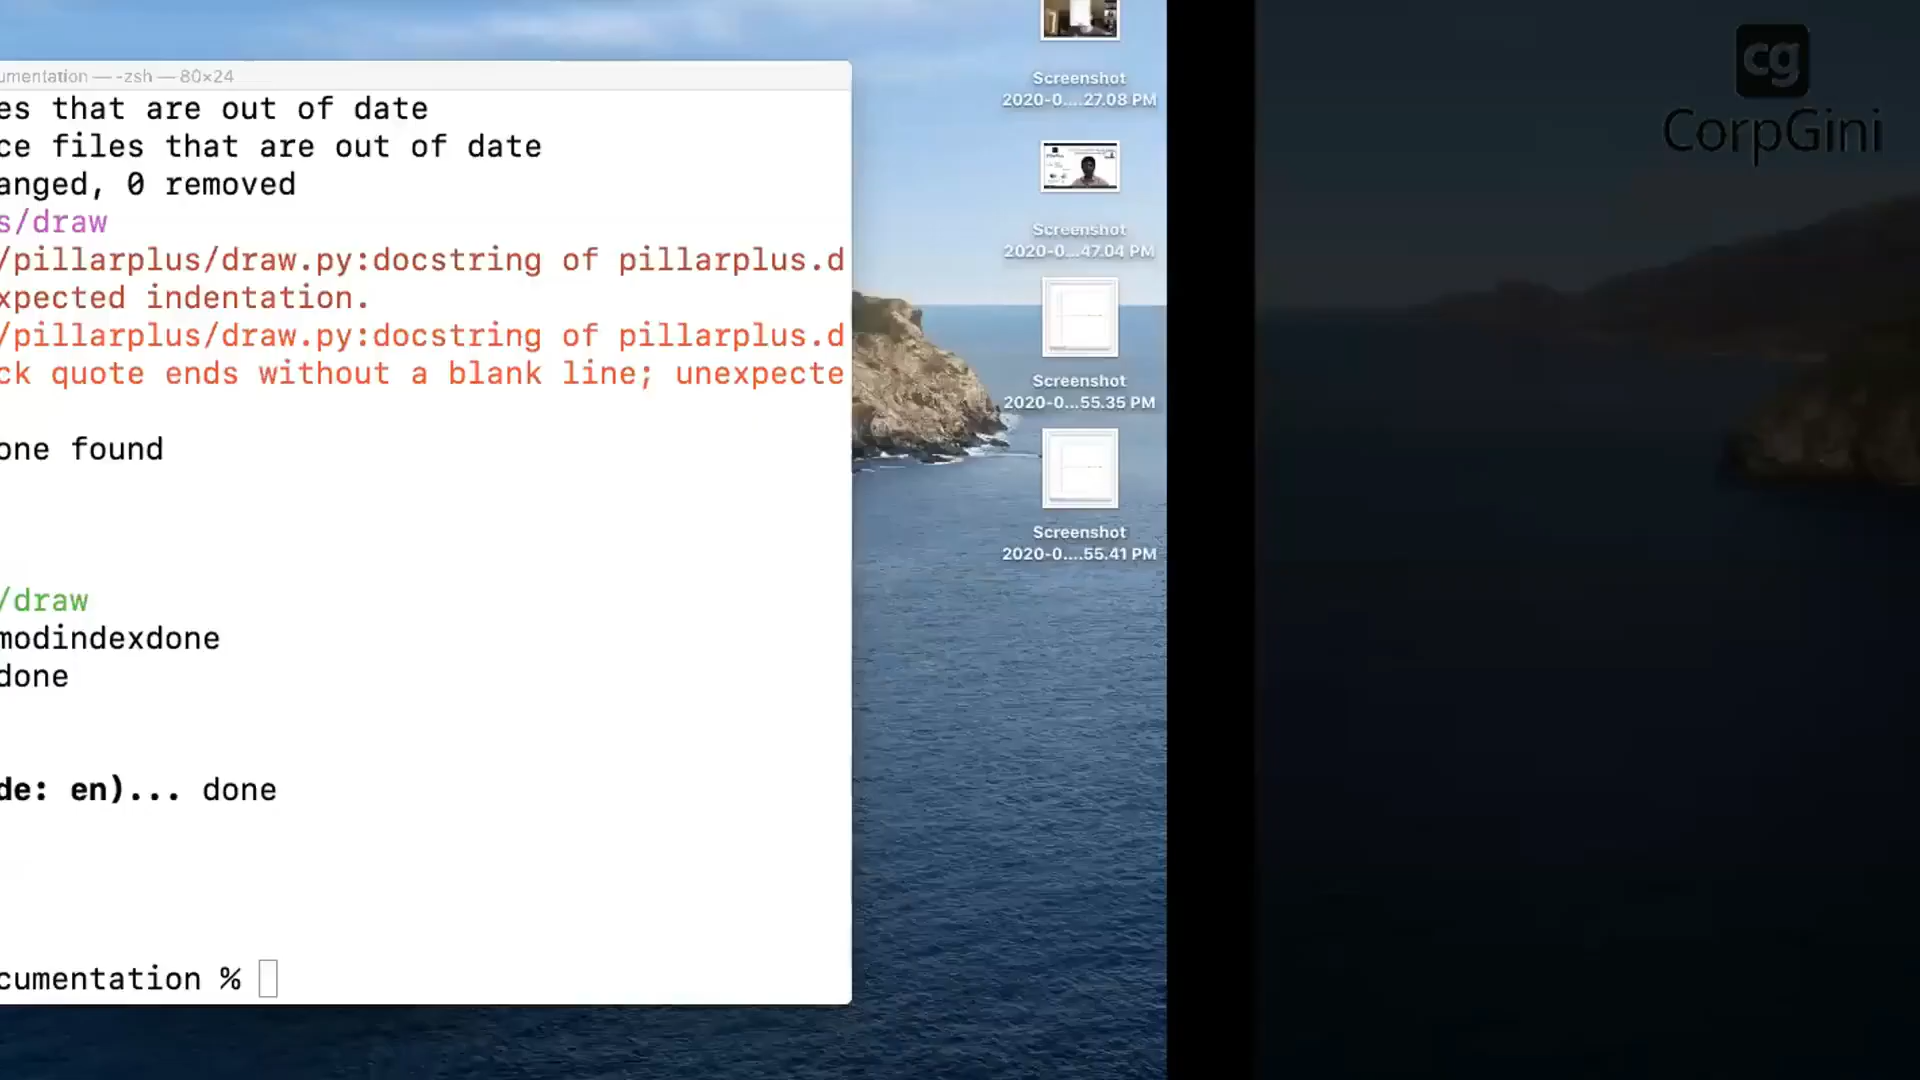 umentation — -zsh — 80×24
es that are out of date
ce files that are out of date
anged, 0 removed
s/draw
/pillarplus/draw.py:docstring of pillarplus.d
xpected indentation.
/pillarplus/draw.py:docstring of pillarplus.d
ck quote ends without a blank line; unexpecte
one found
/draw
modindexdone
done
de: en)... done
cumentation %
Screenshot
2020-0....27.08 PM
Screenshot
2020-0...47.04 PM
Screenshot
2020-0...55.35 PM
Screenshot
2020-0....55.41 PM
cg
CorpGini